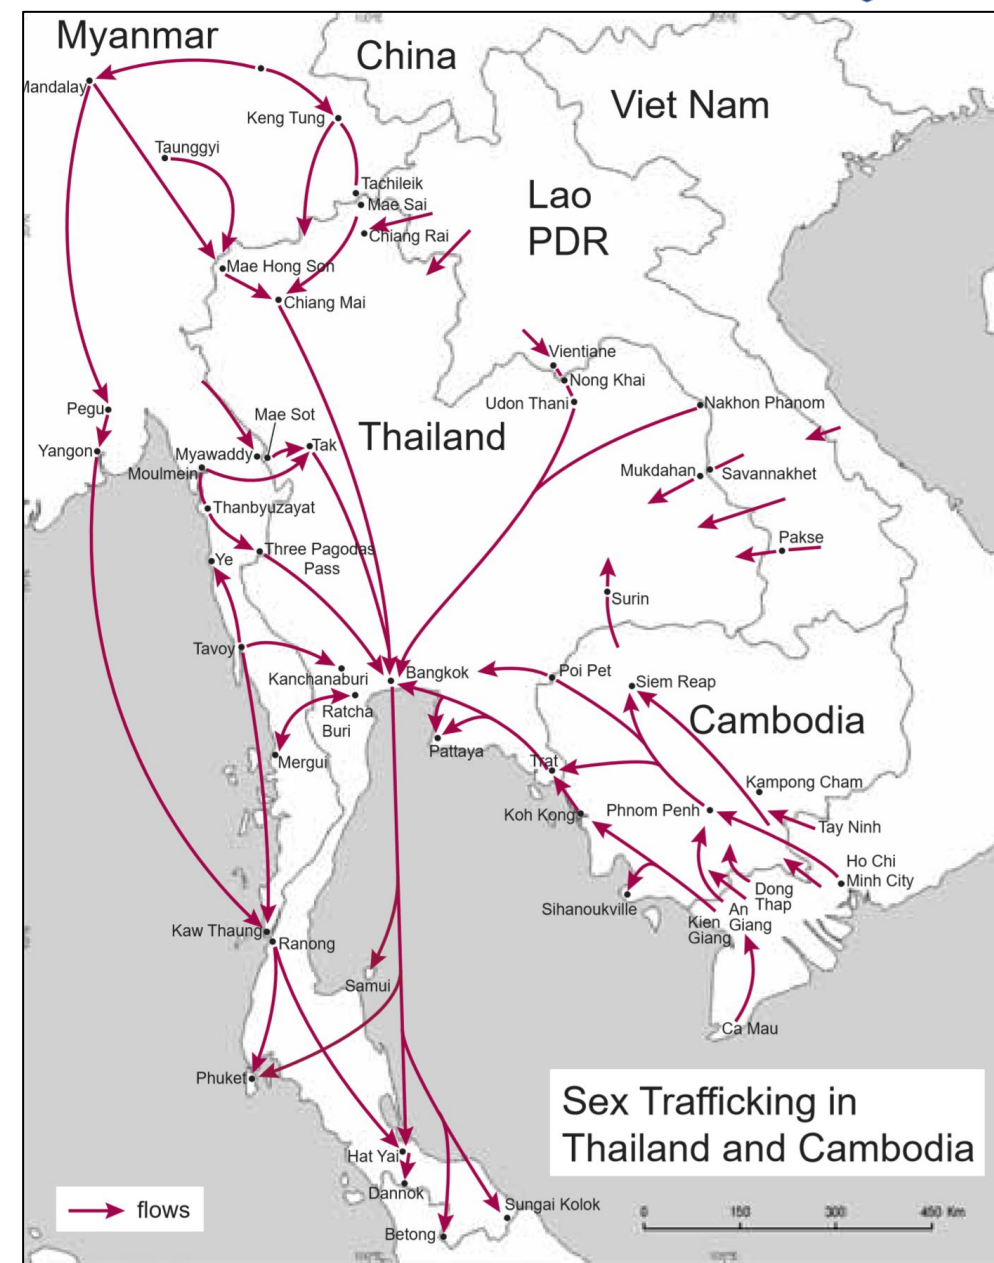 Myanmar
China
Mandalay
Viet Nam
Keng Tung
Taunggyi
Tachileik
Mae Sai
Lao
PDR
Chiang Rai
Mae Hong Son
Chiang Mai
Vientiane
Nong Khai
Udon Thani
Nakhon Phanom
Pegu
Mae Sot
Thailand
Yangon
Myawaddy
Tak
Moulmein
Mukdahan
Savannakhet
Thanbyuzayat
Three Pagodas
Pass
Pakse
Ye
Surin
Tavoy
Kanchanaburi
Bangkok
Poi Pet
Siem Reap
Ratcha
Buri
Cambodia
Pattaya
Mergui
Trat
Kampong Cham
Koh Kong
Phnom Penh
Tay Ninh
Ho Chi
Minh City
Dong
Thap
An
Giang
Sihanoukville
Kien
Giang
Kaw Thaung
Ranong
Samui
Ca Mau
Phuket
Sex Trafficking in
Thailand and Cambodia
Hat Yai
Dannok
flows
Sungai Kolok
Betong
0 150 300 450 Km